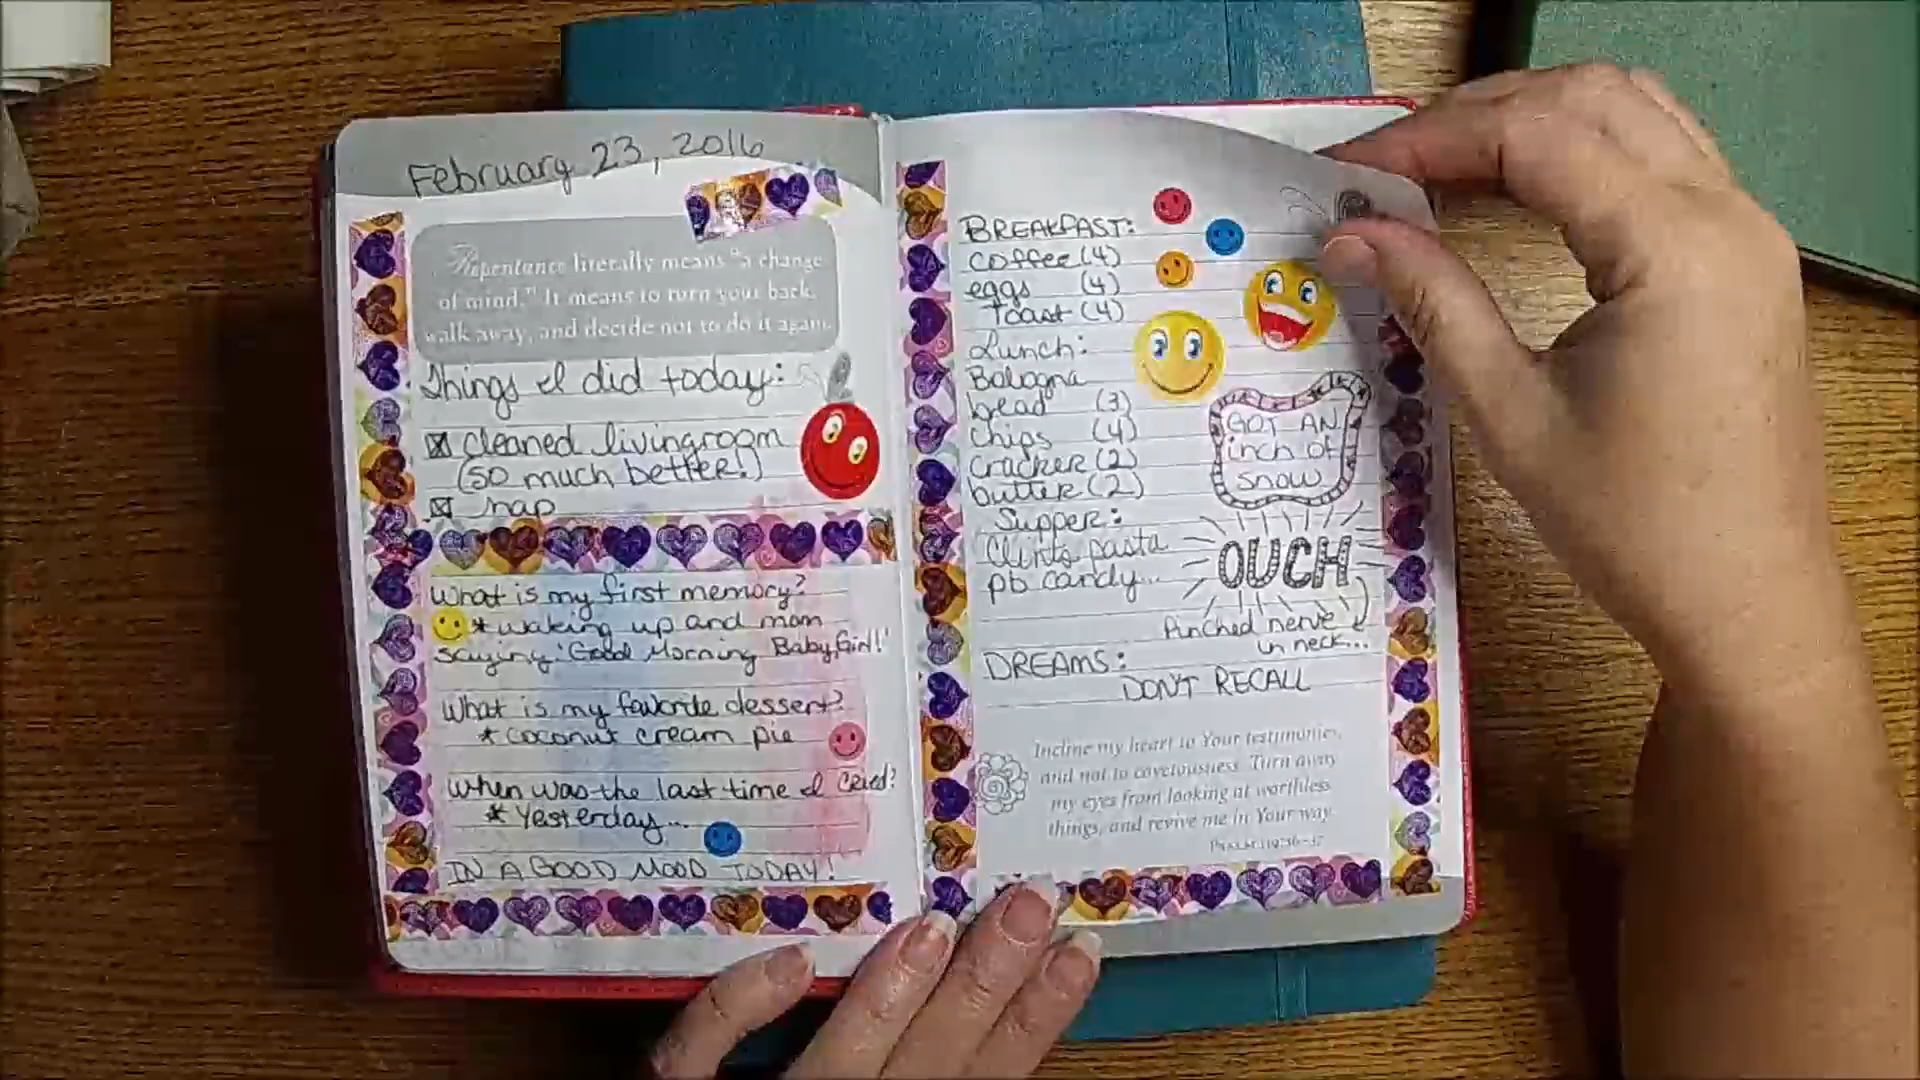 February 23, 2016
Repentance literally means "a change
of mind." It means to turn your back,
walk away, and decide not to do it again.
Things I did today:
cleaned livingroom
(so much better!)
nap
What is my first memory?
* waking up and mom
saying "Good Morning Baby Girl!"
What is my favorite dessert?
* coconut cream pie
When was the last time I cried?
* Yesterday...
IN A GOOD MOOD TODAY!
BREAKFAST:
coffee (4)
eggs (4)
Toast (4)
Lunch:
Bologna
bread (3)
chips (4)
cracker (2)
butter (2)
Supper:
Clint's pasta
pb candy...
GOT AN
inch of
snow
OUCH
Pinched nerve
in neck...
DREAMS:
DON'T RECALL
Incline my heart to Your testimonies,
and not to covetousness. Turn away
my eyes from looking at worthless
things, and revive me in Your way.
Psalm 119:36-37